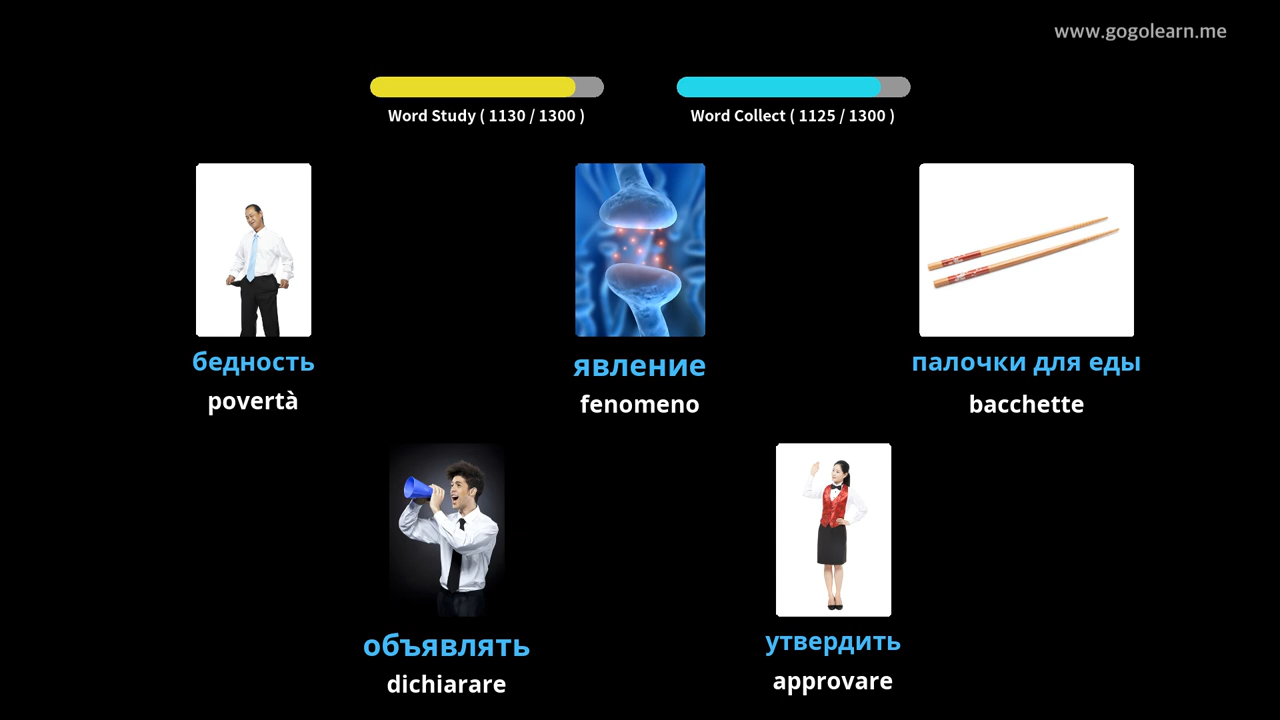 www.gogolearn.me
Word Study ( 1130 / 1300 )
Word Collect ( 1125 / 1300 )
бедность
povertà
явление
fenomeno
палочки для еды
bacchette
объявлять
dichiarare
утвердить
approvare